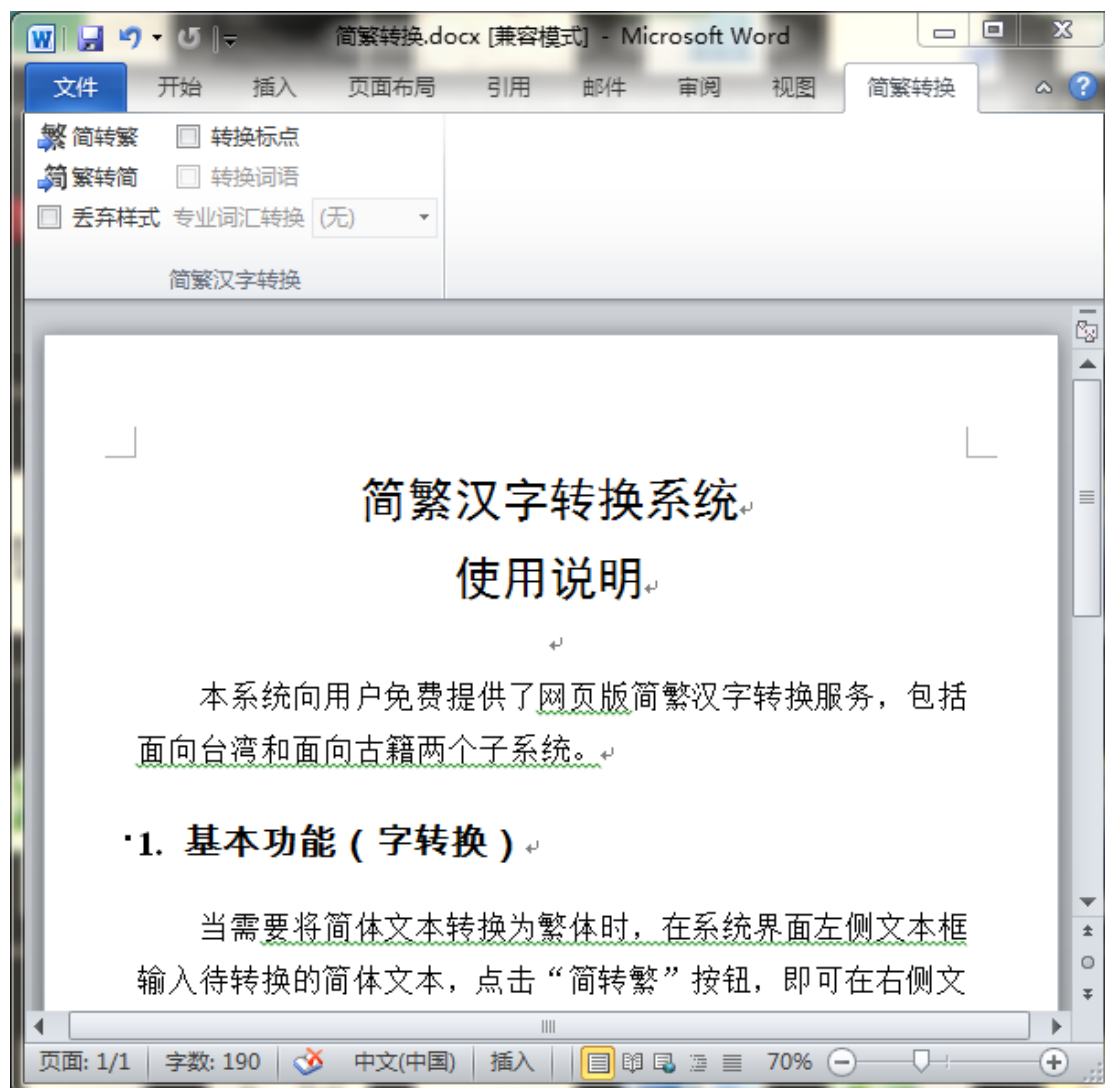 简繁转换.docx [兼容模式] - Microsoft Word
文件 开始 插入 页面布局 引用 邮件 审阅 视图 简繁转换
繁 简转繁 转换标点
简 繁转简 转换词语
丢弃样式 专业词汇转换 (无)
简繁汉字转换
简繁汉字转换系统
使用说明
本系统向用户免费提供了网页版简繁汉字转换服务，包括
面向台湾和面向古籍两个子系统。
1. 基本功能（字转换）
当需要将简体文本转换为繁体时，在系统界面左侧文本框
输入待转换的简体文本，点击“简转繁”按钮，即可在右侧文
页面: 1/1 字数: 190 中文(中国) 插入 70%